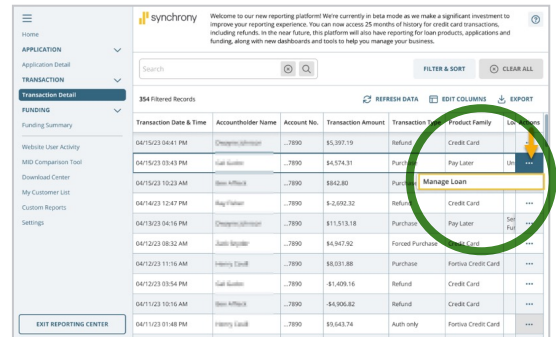 synchrony
Welcome to our new reporting platform! We're currently in beta mode as we make a significant investment to
improve your reporting experience. You can now access 25 months of history for credit card transactions,
including refunds. In the near future, this platform will also have reporting for loan products, applications and
funding, along with new dashboards and tools to help you manage your business.
Home
APPLICATION
Application Detail
TRANSACTION
Transaction Detail
FUNDING
Funding Summary
Website User Activity
MID Comparison Tool
Download Center
My Customer List
Custom Reports
Settings
EXIT REPORTING CENTER
Search
FILTER & SORT
CLEAR ALL
354 Filtered Records
REFRESH DATA
EDIT COLUMNS
EXPORT
Transaction Date & Time Accountholder Name Account No. Transaction Amount Transaction Type Product Family Loa Actions
04/15/23 04:41 PM ...7890 $5,397.19 Refund Credit Card
04/15/23 03:43 PM ...7890 $4,574.31 Purchase Pay Later Un
Manage Loan
04/15/23 10:23 AM ...7890 $842.80 Purchase
04/14/23 12:47 PM ...7890 $-2,692.32 Refund Credit Card
04/13/23 04:16 PM ...7890 $11,513.18 Purchase Pay Later
04/12/23 08:32 AM ...7890 $4,947.92 Forced Purchase Credit Card
04/12/23 11:16 AM ...7890 $8,031.88 Purchase Fortiva Credit Card
04/12/23 03:54 PM ...7890 -$1,409.16 Refund Credit Card
04/11/23 10:16 AM ...7890 -$4,906.82 Refund Credit Card
04/11/23 01:48 PM ...7890 $9,643.74 Auth only Fortiva Credit Card